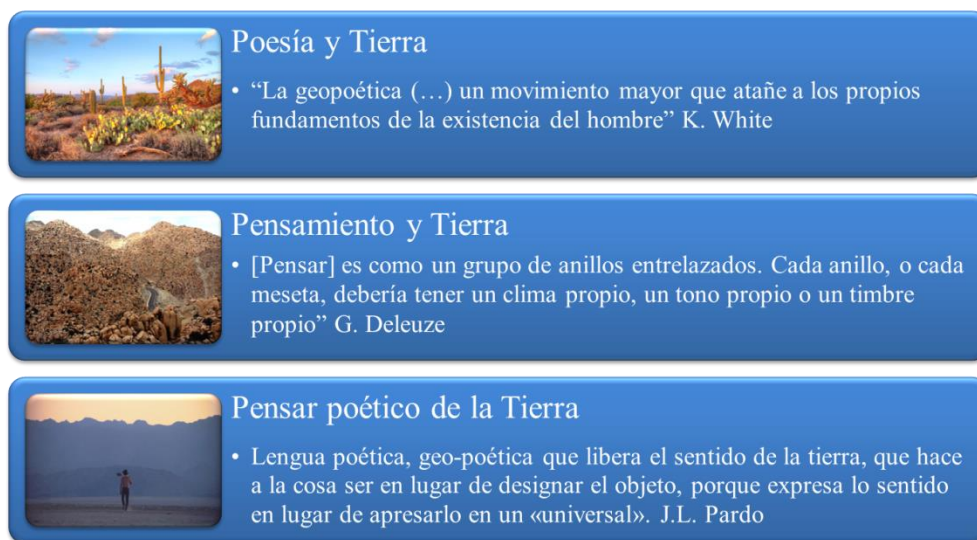 Poesía y Tierra
• “La geopoética (…) un movimiento mayor que atañe a los propios
fundamentos de la existencia del hombre” K. White
Pensamiento y Tierra
• [Pensar] es como un grupo de anillos entrelazados. Cada anillo, o cada
meseta, debería tener un clima propio, un tono propio o un timbre
propio” G. Deleuze
Pensar poético de la Tierra
• Lengua poética, geo-poética que libera el sentido de la tierra, que hace
a la cosa ser en lugar de designar el objeto, porque expresa lo sentido
en lugar de apresarlo en un «universal». J.L. Pardo